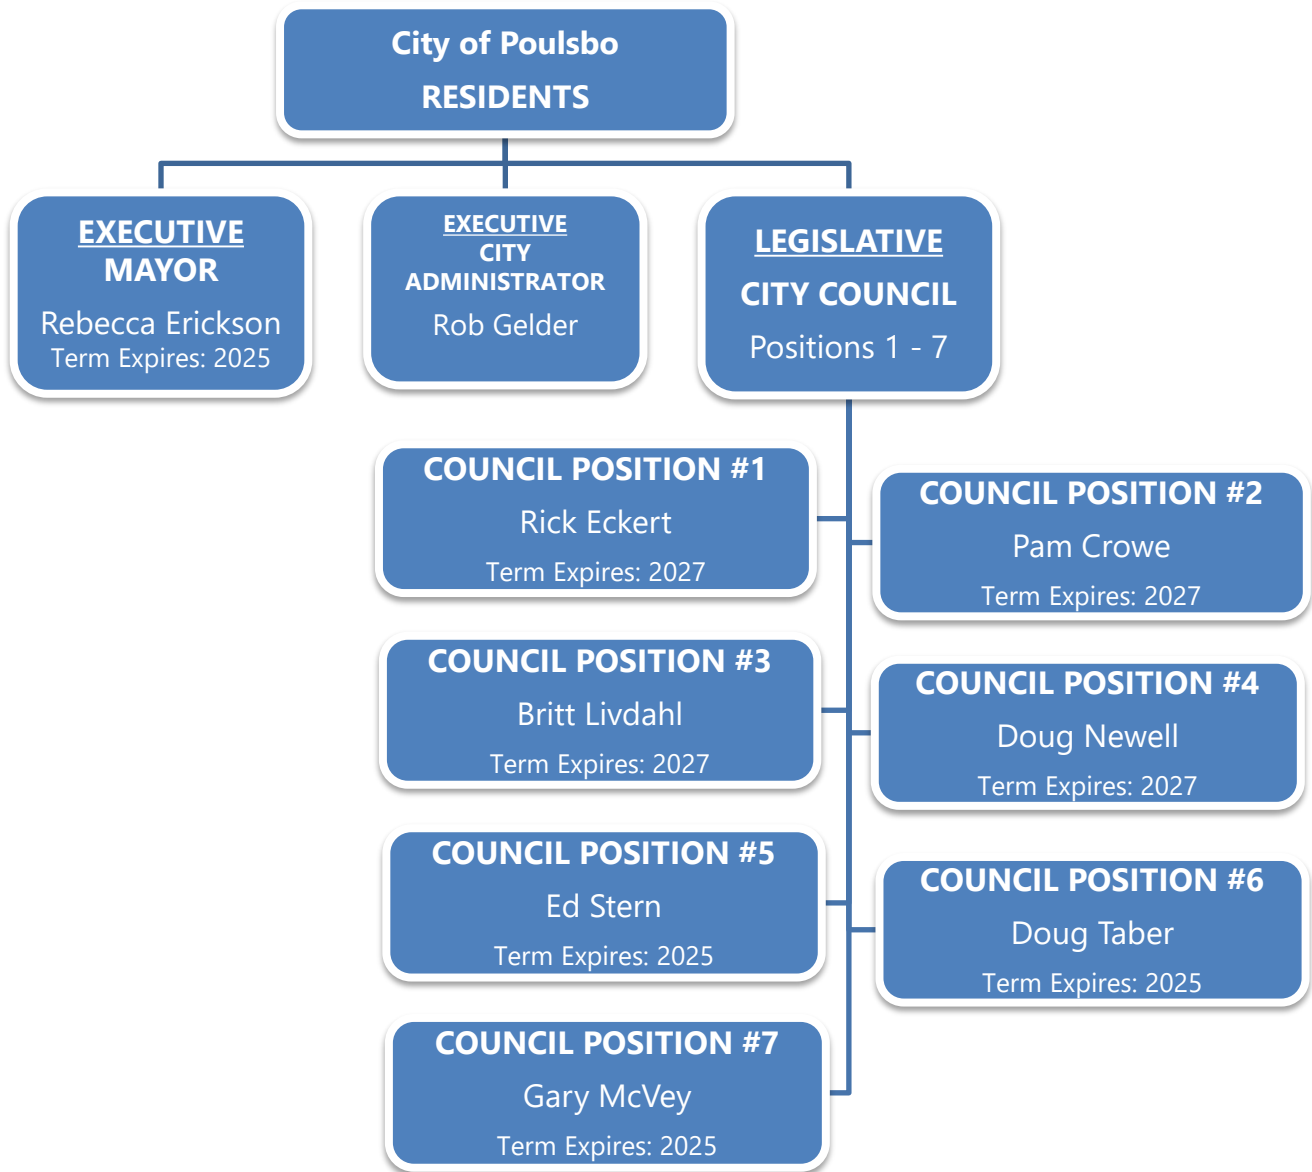 City of Poulsbo
RESIDENTS
EXECUTIVE
MAYOR
Rebecca Erickson
Term Expires: 2025
EXECUTIVE
CITY
ADMINISTRATOR
Rob Gelder
LEGISLATIVE
CITY COUNCIL
Positions 1 - 7
COUNCIL POSITION #1
Rick Eckert
Term Expires: 2027
COUNCIL POSITION #2
Pam Crowe
Term Expires: 2027
COUNCIL POSITION #3
Britt Livdahl
Term Expires: 2027
COUNCIL POSITION #4
Doug Newell
Term Expires: 2027
COUNCIL POSITION #5
Ed Stern
Term Expires: 2025
COUNCIL POSITION #6
Doug Taber
Term Expires: 2025
COUNCIL POSITION #7
Gary McVey
Term Expires: 2025